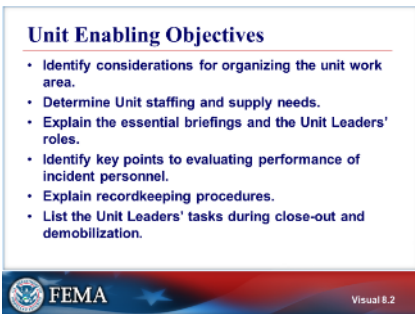 Unit Enabling Objectives
• Identify considerations for organizing the unit work
area.
• Determine Unit staffing and supply needs.
• Explain the essential briefings and the Unit Leaders'
roles.
• Identify key points to evaluating performance of
incident personnel.
• Explain recordkeeping procedures.
• List the Unit Leaders' tasks during close-out and
demobilization.
FEMA
Visual 8.2